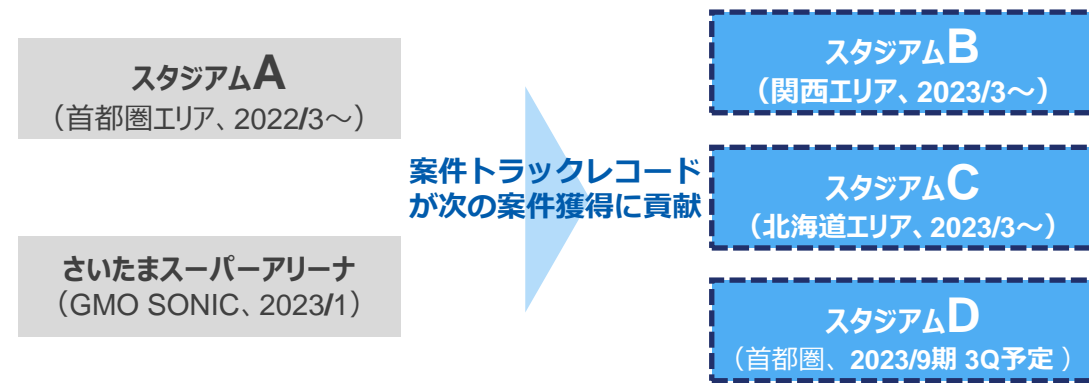 スタジアムA
（首都圏エリア、2022/3～）
さいたまスーパーアリーナ
（GMO SONIC、2023/1）
案件トラックレコード
が次の案件獲得に貢献
スタジアムB
（関西エリア、2023/3～）
スタジアムC
（北海道エリア、2023/3～）
スタジアムD
（首都圏、2023/9期 3Q予定 ）